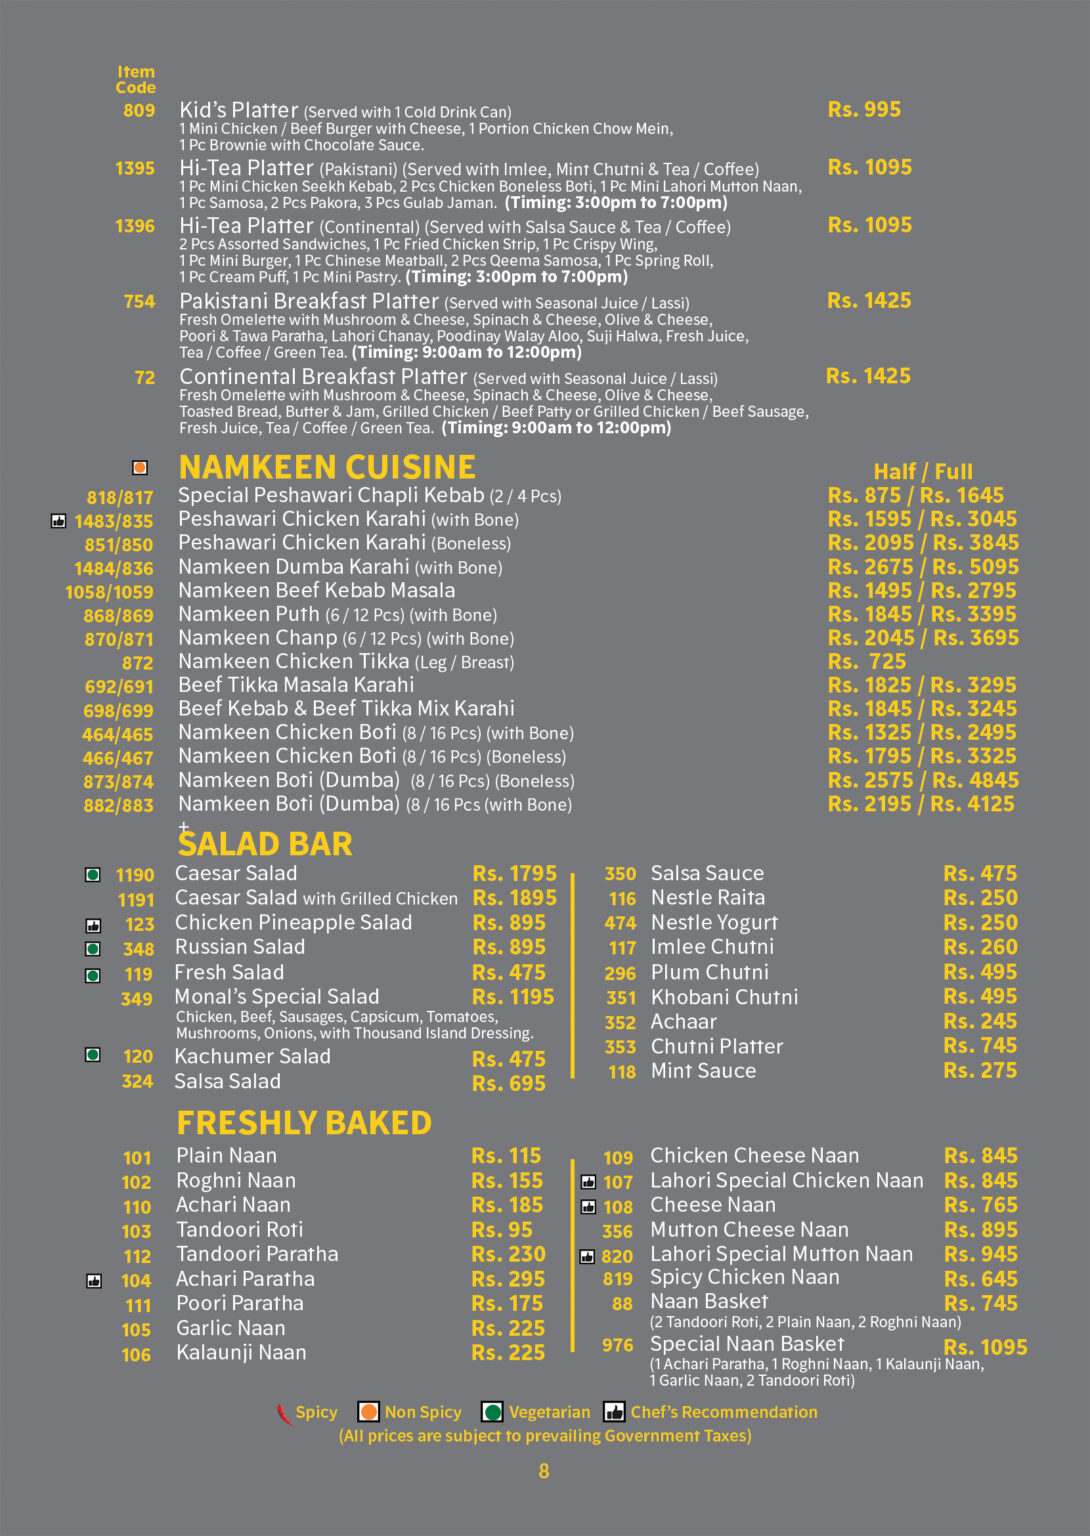 Item
Code
809 Kid's Platter (Served with 1 Cold Drink Can) Rs. 995
1 Mini Chicken / Beef Burger with Cheese, 1 Portion Chicken Chow Mein,
1 Pc Brownie with Chocolate Sauce.
1395 Hi-Tea Platter (Pakistani) (Served with Imlee, Mint Chutni & Tea / Coffee) Rs. 1095
1 Pc Mini Chicken Seekh Kebab, 2 Pcs Chicken Boneless Boti, 1 Pc Mini Lahori Mutton Naan,
1 Pc Samosa, 2 Pcs Pakora, 3 Pcs Gulab Jaman. (Timing: 3:00pm to 7:00pm)
1396 Hi-Tea Platter (Continental) (Served with Salsa Sauce & Tea / Coffee) Rs. 1095
2 Pcs Assorted Sandwiches, 1 Pc Fried Chicken Strip, 1 Pc Crispy Wing,
1 Pc Mini Burger, 1 Pc Chinese Meatball, 2 Pcs Qeema Samosa, 1 Pc Spring Roll,
1 Pc Cream Puff, 1 Pc Mini Pastry. (Timing: 3:00pm to 7:00pm)
754 Pakistani Breakfast Platter (Served with Seasonal Juice / Lassi) Rs. 1425
Fresh Omelette with Mushroom & Cheese, Spinach & Cheese, Olive & Cheese,
Poori & Tawa Paratha, Lahori Chanay, Poodinay Walay Aloo, Suji Halwa, Fresh Juice,
Tea / Coffee / Green Tea. (Timing: 9:00am to 12:00pm)
72 Continental Breakfast Platter (Served with Seasonal Juice / Lassi) Rs. 1425
Fresh Omelette with Mushroom & Cheese, Spinach & Cheese, Olive & Cheese,
Toasted Bread, Butter & Jam, Grilled Chicken / Beef Patty or Grilled Chicken / Beef Sausage,
Fresh Juice, Tea / Coffee / Green Tea. (Timing: 9:00am to 12:00pm)
NAMKEEN CUISINE Half / Full
818/817 Special Peshawari Chapli Kebab (2 / 4 Pcs) Rs. 875 / Rs. 1645
1483/835 Peshawari Chicken Karahi (with Bone) Rs. 1595 / Rs. 3045
851/850 Peshawari Chicken Karahi (Boneless) Rs. 2095 / Rs. 3845
1484/836 Namkeen Dumba Karahi (with Bone) Rs. 2675 / Rs. 5095
1058/1059 Namkeen Beef Kebab Masala Rs. 1495 / Rs. 2795
868/869 Namkeen Puth (6 / 12 Pcs) (with Bone) Rs. 1845 / Rs. 3395
870/871 Namkeen Chanp (6 / 12 Pcs) (with Bone) Rs. 2045 / Rs. 3695
872 Namkeen Chicken Tikka (Leg / Breast) Rs. 725
692/691 Beef Tikka Masala Karahi Rs. 1825 / Rs. 3295
698/699 Beef Kebab & Beef Tikka Mix Karahi Rs. 1845 / Rs. 3245
464/465 Namkeen Chicken Boti (8 / 16 Pcs) (with Bone) Rs. 1325 / Rs. 2495
466/467 Namkeen Chicken Boti (8 / 16 Pcs) (Boneless) Rs. 1795 / Rs. 3325
873/874 Namkeen Boti (Dumba) (8 / 16 Pcs) (Boneless) Rs. 2575 / Rs. 4845
882/883 Namkeen Boti (Dumba) (8 / 16 Pcs (with Bone) Rs. 2195 / Rs. 4125
+
SALAD BAR
1190 Caesar Salad Rs. 1795
1191 Caesar Salad with Grilled Chicken Rs. 1895
123 Chicken Pineapple Salad Rs. 895
348 Russian Salad Rs. 895
119 Fresh Salad Rs. 475
349 Monal's Special Salad Rs. 1195
Chicken, Beef, Sausages, Capsicum, Tomatoes,
Mushrooms, Onions, with Thousand Island Dressing.
120 Kachumer Salad Rs. 475
324 Salsa Salad Rs. 695
350 Salsa Sauce Rs. 475
116 Nestle Raita Rs. 250
474 Nestle Yogurt Rs. 250
117 Imlee Chutni Rs. 260
296 Plum Chutni Rs. 495
351 Khobani Chutni Rs. 495
352 Achaar Rs. 245
353 Chutni Platter Rs. 745
118 Mint Sauce Rs. 275
FRESHLY BAKED
101 Plain Naan Rs. 115
102 Roghni Naan Rs. 155
110 Achari Naan Rs. 185
103 Tandoori Roti Rs. 95
112 Tandoori Paratha Rs. 230
104 Achari Paratha Rs. 295
111 Poori Paratha Rs. 175
105 Garlic Naan Rs. 225
106 Kalaunji Naan Rs. 225
109 Chicken Cheese Naan Rs. 845
107 Lahori Special Chicken Naan Rs. 845
108 Cheese Naan Rs. 765
356 Mutton Cheese Naan Rs. 895
820 Lahori Special Mutton Naan Rs. 945
819 Spicy Chicken Naan Rs. 645
88 Naan Basket Rs. 745
(2 Tandoori Roti, 2 Plain Naan, 2 Roghni Naan)
976 Special Naan Basket Rs. 1095
(1 Achari Paratha, 1 Roghni Naan, 1 Kalaunji Naan,
1 Garlic Naan, 2 Tandoori Roti)
Spicy Non Spicy Vegetarian Chef's Recommendation
(All prices are subject to prevailing Government Taxes)
8